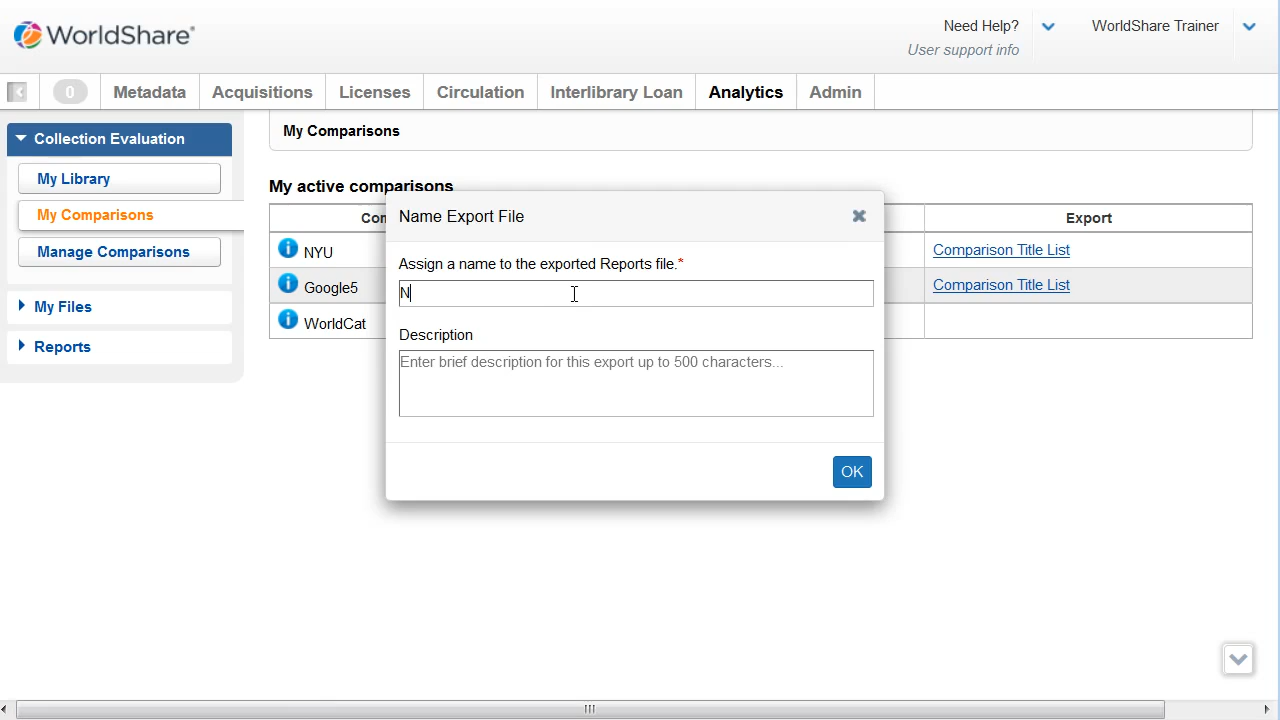 WorldShare®
Need Help?
User support info
WorldShare Trainer
0
Metadata
Acquisitions
Licenses
Circulation
Interlibrary Loan
Analytics
Admin
Collection Evaluation
My Library
My Comparisons
Manage Comparisons
My Files
Reports
My Comparisons
My active comparisons
Export
NYU
Comparison Title List
Google5
Comparison Title List
WorldCat
Name Export File
Assign a name to the exported Reports file.*
N
Description
Enter brief description for this export up to 500 characters...
OK